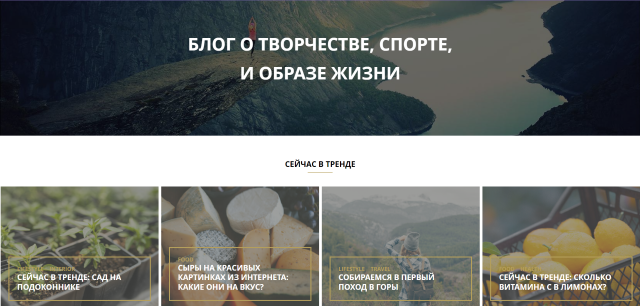 БЛОГ О ТВОРЧЕСТВЕ, СПОРТЕ,
И ОБРАЗЕ ЖИЗНИ
СЕЙЧАС В ТРЕНДЕ
СЕЙЧАС В ТРЕНДЕ: САД НА
ПОДОКОННИКЕ
FOOD
СЫРЫ НА КРАСИВЫХ
КАРТИНКАХ ИЗ ИНТЕРНЕТА:
КАКИЕ ОНИ НА ВКУС?
LIFESTYLE TRAVEL
СОБИРАЕМСЯ В ПЕРВЫЙ
ПОХОД В ГОРЫ
СЕЙЧАС В ТРЕНДЕ: СКОЛЬКО
ВИТАМИНА С В ЛИМОНАХ?